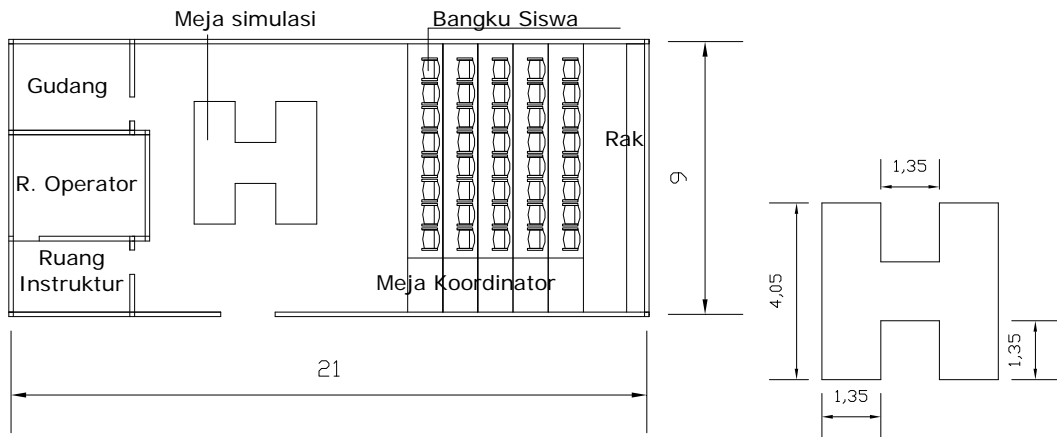 Meja simulasi
Bangku Siswa
Gudang
Rak
R. Operator
Ruang
Instruktur
Meja Koordinator
9
21
1,35
4,05
1,35
1,35